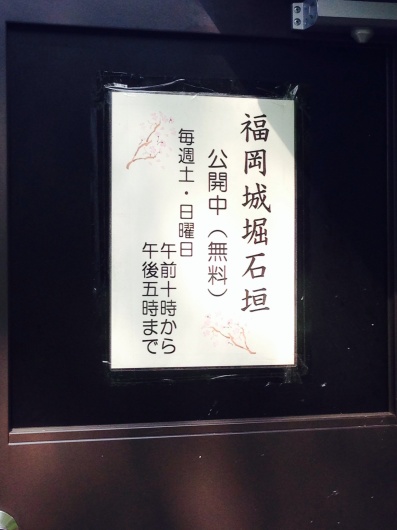 福岡城堀石垣
公開中(無料)
毎週土・日曜日
午前十時から
午後五時まで